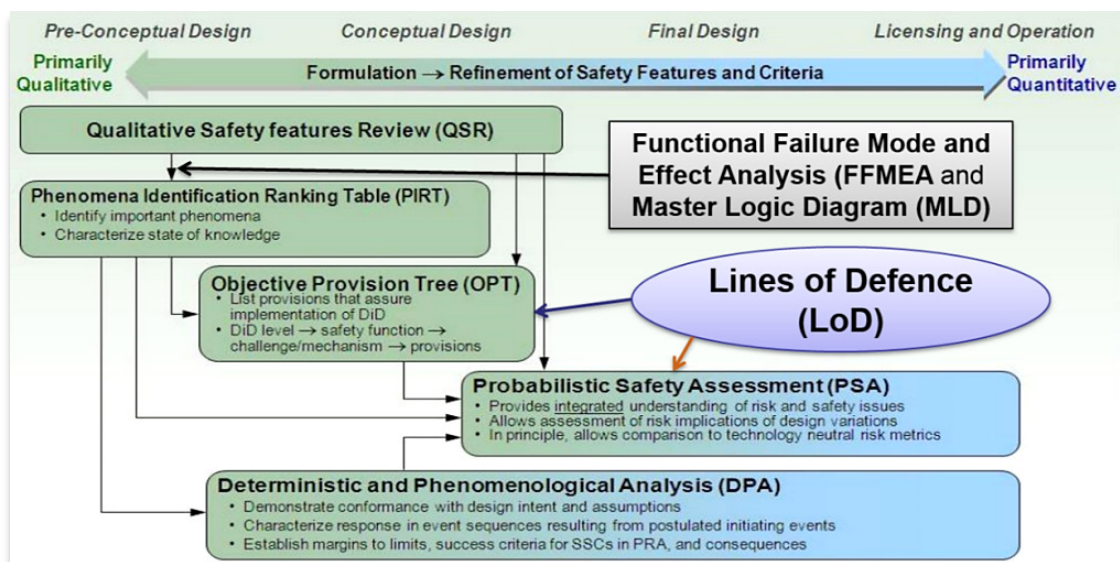 Pre-Conceptual Design
Conceptual Design
Final Design
Licensing and Operation
Primarily
Qualitative
Formulation → Refinement of Safety Features and Criteria
Primarily
Quantitative
Qualitative Safety features Review (QSR)
Functional Failure Mode and
Effect Analysis (FFMEA and
Master Logic Diagram (MLD)
Phenomena Identification Ranking Table (PIRT)
• Identify important phenomena
• Characterize state of knowledge
Objective Provision Tree (OPT)
• List provisions that assure
implementation of DiD
• DiD level → safety function →
challenge/mechanism → provisions
Lines of Defence
(LoD)
Probabilistic Safety Assessment (PSA)
• Provides integrated understanding of risk and safety issues
• Allows assessment of risk implications of design variations
• In principle, allows comparison to technology neutral risk metrics
Deterministic and Phenomenological Analysis (DPA)
• Demonstrate conformance with design intent and assumptions
• Characterize response in event sequences resulting from postulated initiating events
• Establish margins to limits, success criteria for SSCs in PRA, and consequences